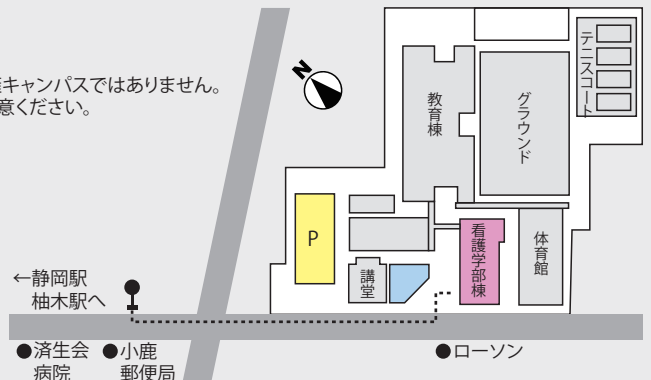 キャンパスではありません。
意ください。
N
テニスコート
教育棟
グラウンド
P
看護学部棟
体育館
講堂
←静岡駅
柚木駅へ
●済生会
病院
●小鹿
郵便局
●ローソン